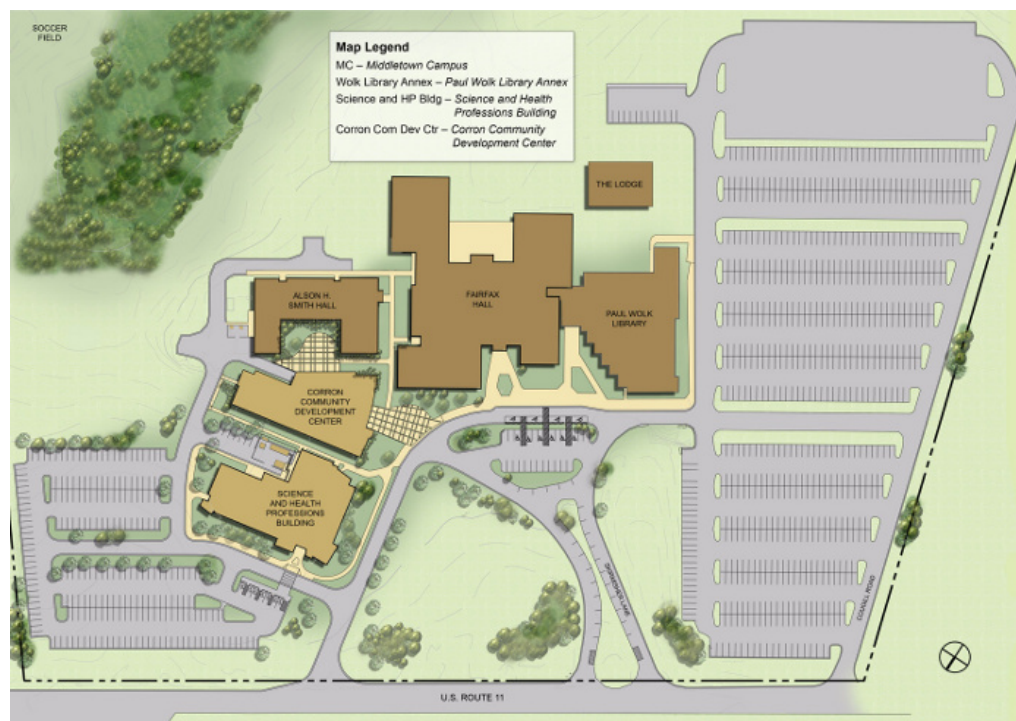 SOCCER
FIELD
Map Legend
MC – Middletown Campus
Wolk Library Annex – Paul Wolk Library Annex
Science and HP Bldg – Science and Health
Professions Building
Corron Com Dev Ctr – Corron Community
Development Center
THE LODGE
ALSON H.
SMITH HALL
FAIRFAX
HALL
PAUL WOLK
LIBRARY
CORRON
COMMUNITY
DEVELOPMENT
CENTER
SCIENCE
AND HEALTH
PROFESSIONS
BUILDING
LANE
ROAD
U.S. ROUTE 11